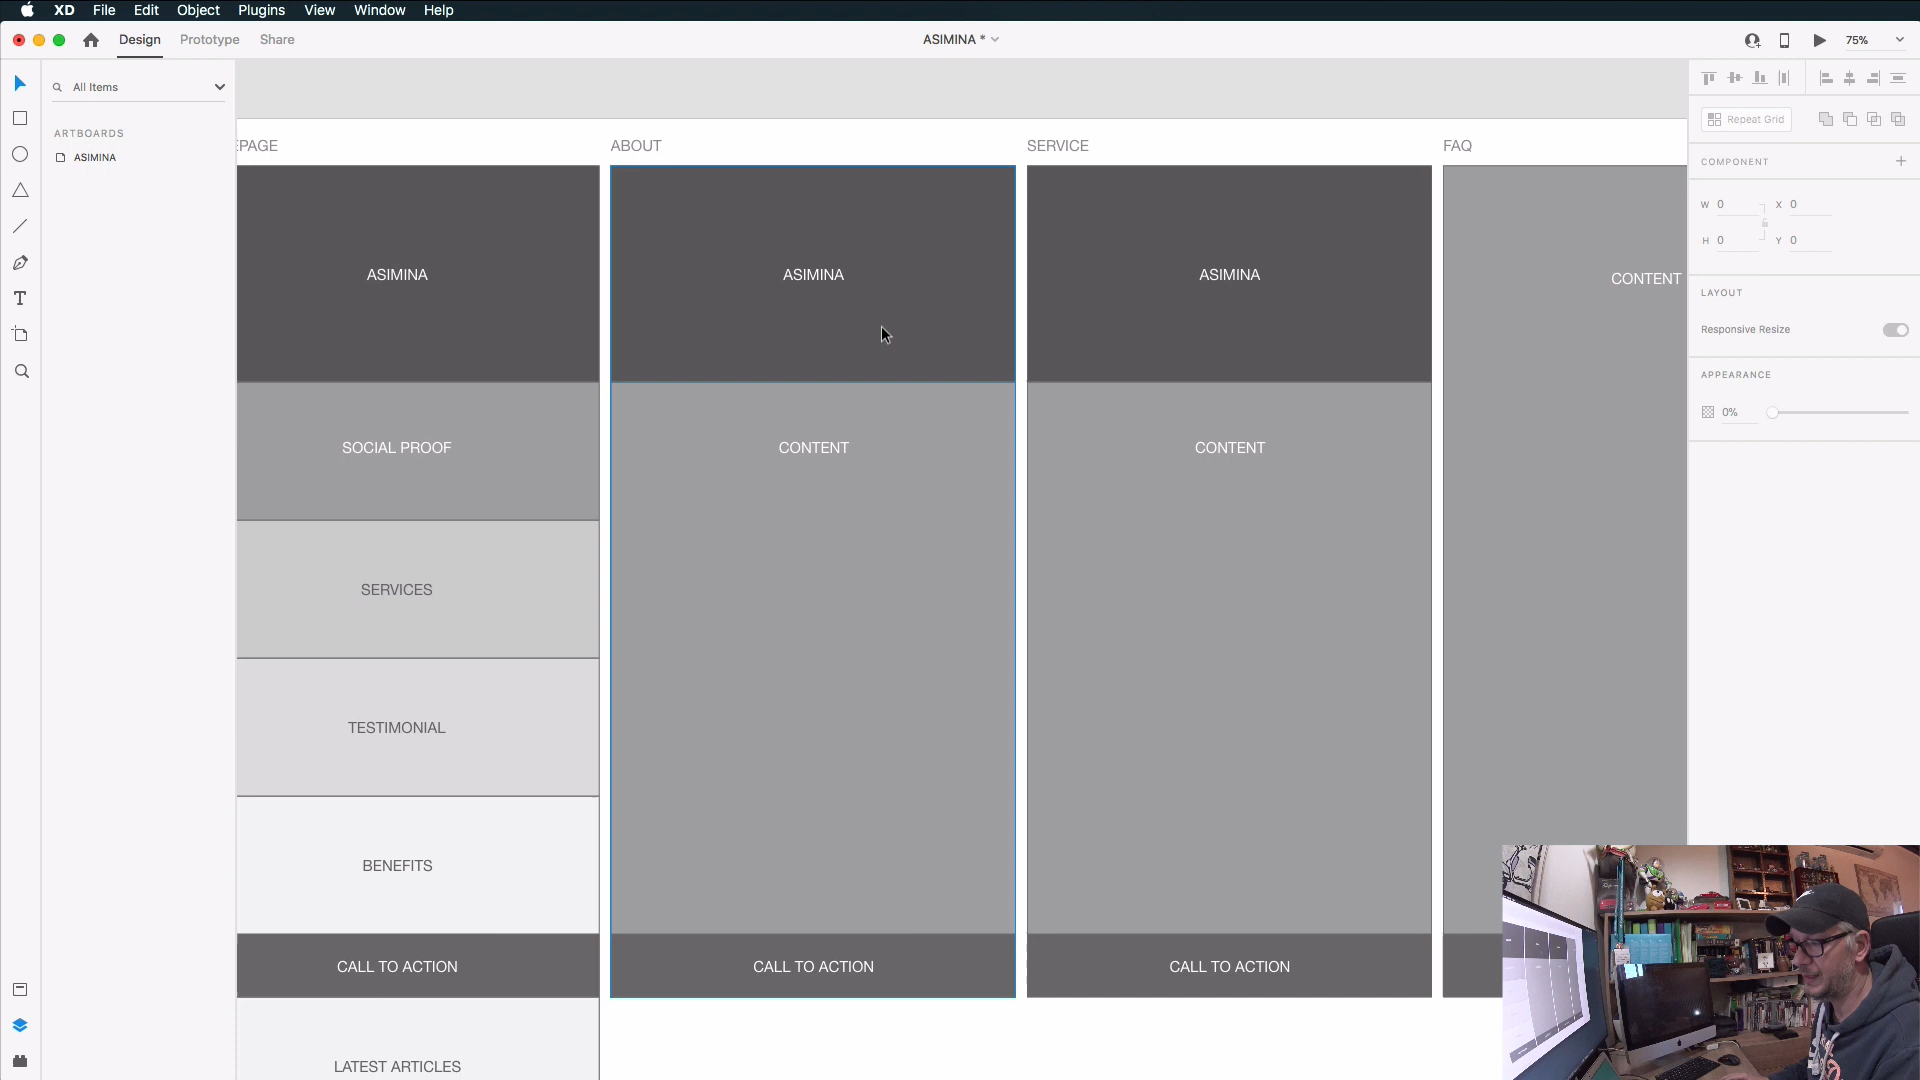 XD File Edit Object Plugins View Window Help
Design Prototype Share
ASIMINA *
75%
All Items
ARTBOARDS
ASIMINA
EPAGE
ABOUT
SERVICE
FAQ
ASIMINA
ASIMINA
ASIMINA
CONTENT
SOCIAL PROOF
CONTENT
CONTENT
SERVICES
TESTIMONIAL
BENEFITS
CALL TO ACTION
CALL TO ACTION
CALL TO ACTION
LATEST ARTICLES
Repeat Grid
COMPONENT
W 0 X 0
H 0 Y 0
LAYOUT
Responsive Resize
APPEARANCE
0%